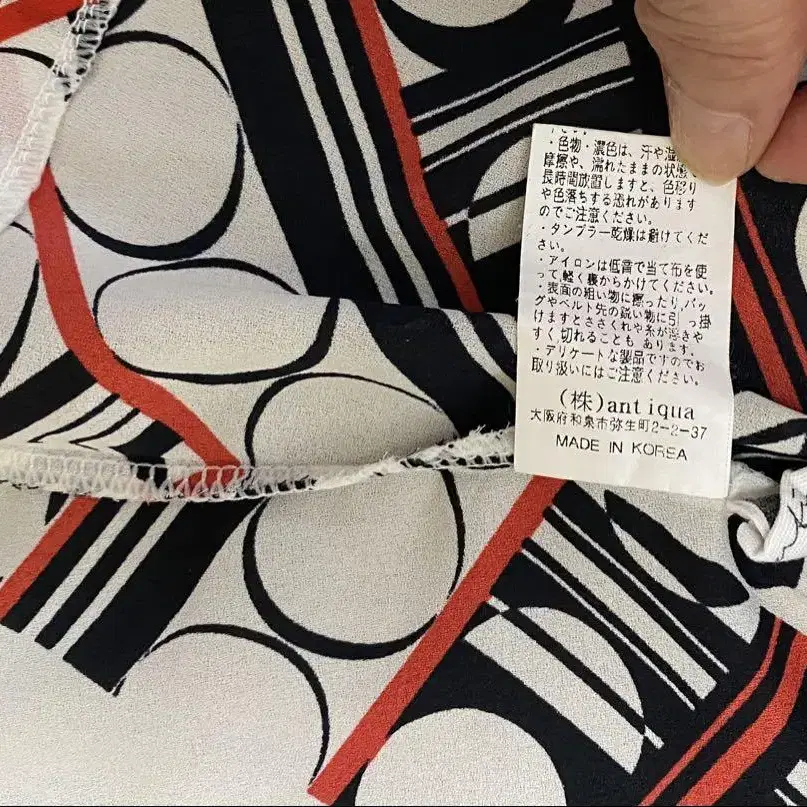 ・色物・濃色は、汗や湿
摩擦や、濡れたままの状態で
長時間放置しますと、色移り
や色落ちする恐れがあります
のでご注意ください。
・タンブラー乾燥は避けてくだ
さい。
・アイロンは低音で当て布を使
って軽く裏からかけてください。
・表面の粗い物に擦ったり,バッ
グやベルト先の鋭い物に引っ掛
けますとささくれや糸が浮きや
すく切れることも あります.
・デリケートな製品ですのでお
取り扱いにはご注意ください。
(株)antiqua
大阪府和泉市弥生町2-2-37
MADE IN KOREA